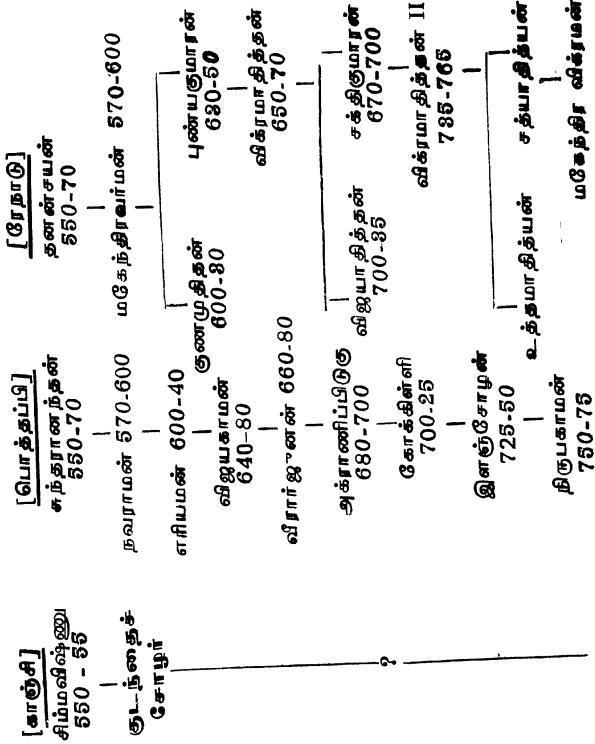 [காஞ்சி]
சிம்மவிஷ்ணு
550 - 55
குடந்தைச்
சோழர்
?
[பொத்தப்பி]
சுந்தரானந்தன்
550-70
நவராமன் 570-600
எரியமன் 600-40
விஜயகாமன்
640-80
வீரார்ஜுனன் 660-80
அக்ராணிப்பிடுகு
680-700
கோக்கிள்ளி
700-25
இளஞ்சோழன்
725-50
நிருபகாமன்
750-75
[ரேநாடு]
தனஞ்சயன்
550-70
மகேந்திரவர்மன் 570-600
குணமுதிதன்
600-30
புண்யகுமாரன்
630-50
விக்ரமாதித்தன்
650-70
விஜயாதித்தன்
700-35
சக்திகுமாரன்
670-700
விக்ரமாதித்தன் II
735-765
உத்தமாதித்யன்
சத்யாதித்யன்
மகேந்திர விக்ரமன்